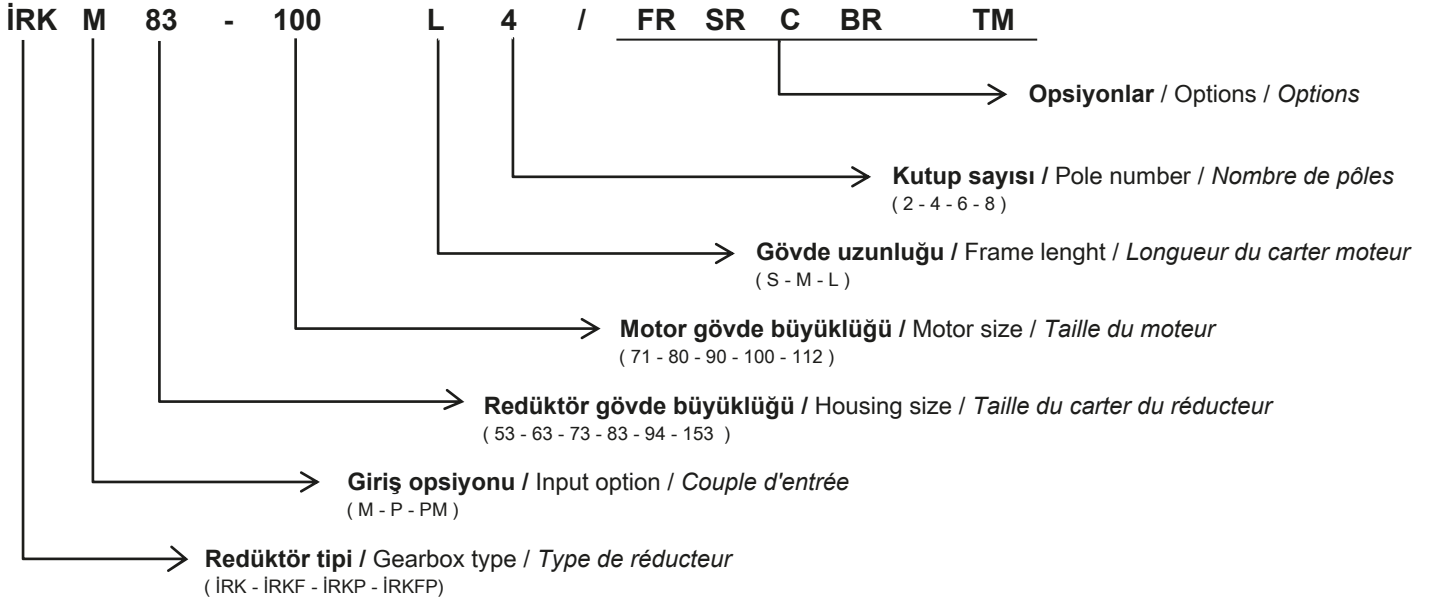 İRK M 83 - 100 L 4 / FR SR C BR TM
Opsiyonlar / Options / Options
Kutup sayısı / Pole number / Nombre de pôles
( 2 - 4 - 6 - 8 )
Gövde uzunluğu / Frame lenght / Longueur du carter moteur
( S - M - L )
Motor gövde büyüklüğü / Motor size / Taille du moteur
( 71 - 80 - 90 - 100 - 112 )
Redüktör gövde büyüklüğü / Housing size / Taille du carter du réducteur
( 53 - 63 - 73 - 83 - 94 - 153 )
Giriş opsiyonu / Input option / Couple d'entrée
( M - P - PM )
Redüktör tipi / Gearbox type / Type de réducteur
( İRK - İRKF - İRKP - İRKFP)